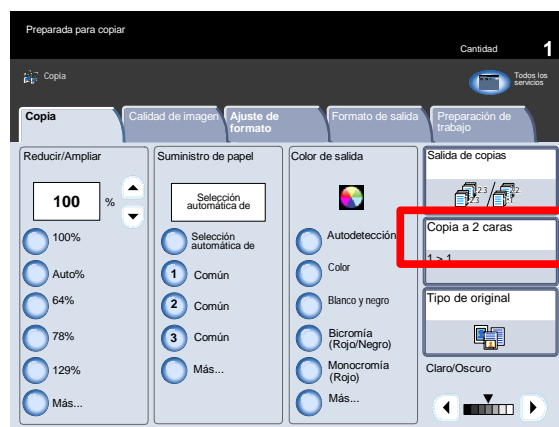 Preparada para copiar
Cantidad 1
Copia
Todos los
servicios
Copia
Calidad de imagen
Ajuste de
formato
Formato de salida
Preparación de
trabajo
Reducir/Ampliar
100 %
100%
Auto%
64%
78%
129%
Más...
Suministro de papel
Selección
automática de
Selección
automática de
1 Común
2 Común
3 Común
Más...
Color de salida
Autodetección
Color
Blanco y negro
Bicromía
(Rojo/Negro)
Monocromía
(Rojo)
Más...
Salida de copias
Copia a 2 caras
1 > 1
Tipo de original
Claro/Oscuro